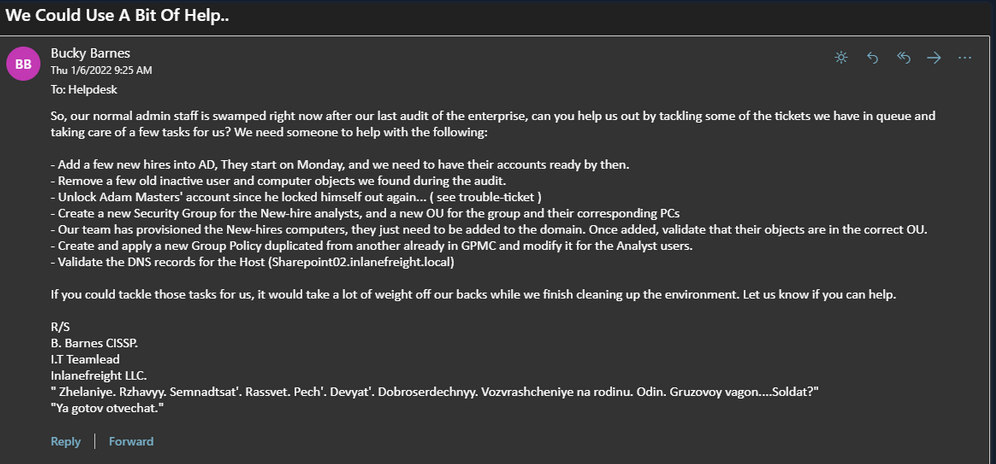 We Could Use A Bit Of Help..
BB
Bucky Barnes
Thu 1/6/2022 9:25 AM
To: Helpdesk
So, our normal admin staff is swamped right now after our last audit of the enterprise, can you help us out by tackling some of the tickets we have in queue and
taking care of a few tasks for us? We need someone to help with the following:
- Add a few new hires into AD, They start on Monday, and we need to have their accounts ready by then.
- Remove a few old inactive user and computer objects we found during the audit.
- Unlock Adam Masters' account since he locked himself out again... ( see trouble-ticket )
- Create a new Security Group for the New-hire analysts, and a new OU for the group and their corresponding PCs
- Our team has provisioned the New-hires computers, they just need to be added to the domain. Once added, validate that their objects are in the correct OU.
- Create and apply a new Group Policy duplicated from another already in GPMC and modify it for the Analyst users.
- Validate the DNS records for the Host (Sharepoint02.inlanefreight.local)
If you could tackle those tasks for us, it would take a lot of weight off our backs while we finish cleaning up the environment. Let us know if you can help.
R/S
B. Barnes CISSP.
I.T Teamlead
Inlanefreight LLC.
" Zhelaniye. Rzhavyy. Semnadtsat'. Rassvet. Pech'. Devyat'. Dobroserdechnyy. Vozvrashcheniye na rodinu. Odin. Gruzovoy vagon....Soldat?"
"Ya gotov otvechat."
Reply | Forward